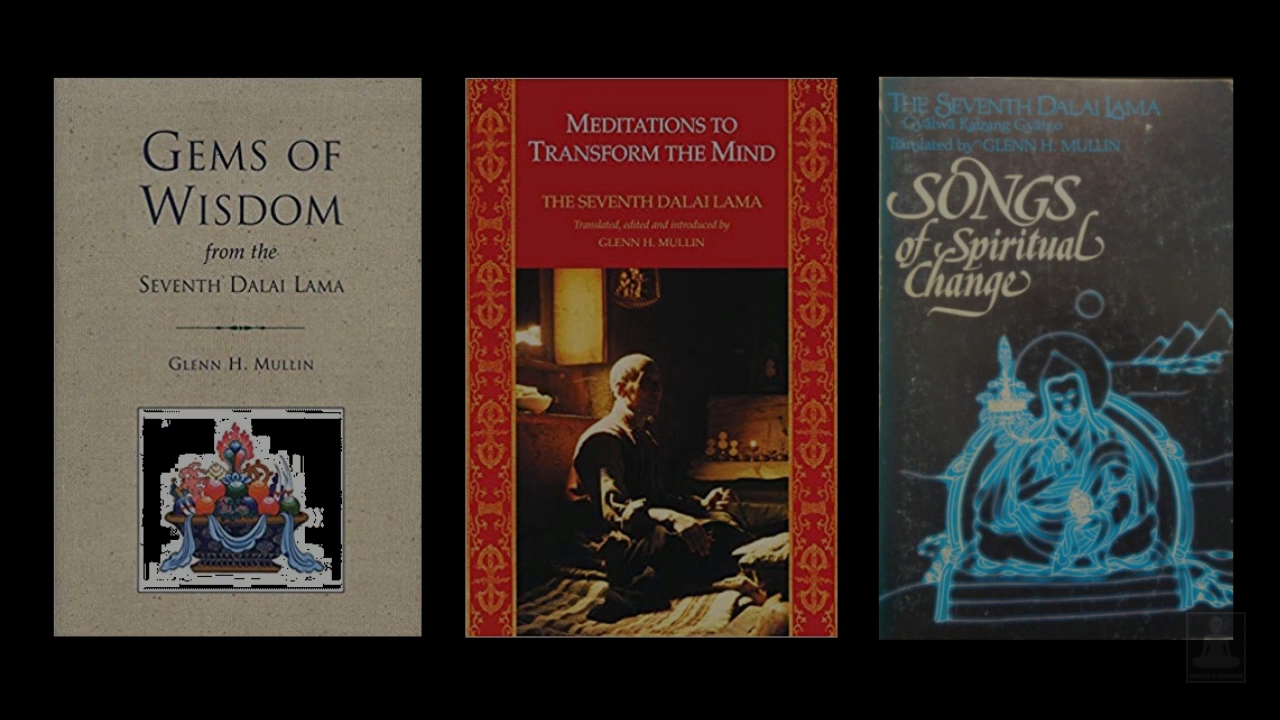 GEMS OF
WISDOM
from the
SEVENTH DALAI LAMA
GLENN H. MULLIN
MEDITATIONS TO
TRANSFORM THE MIND
THE SEVENTH DALAI LAMA
Translated, edited and introduced by
GLENN H. MULLIN
THE SEVENTH DALAI LAMA
Gyalwa Kalzang Gyatso
Translated by GLENN H. MULLIN
SONGS
of Spiritual
Change